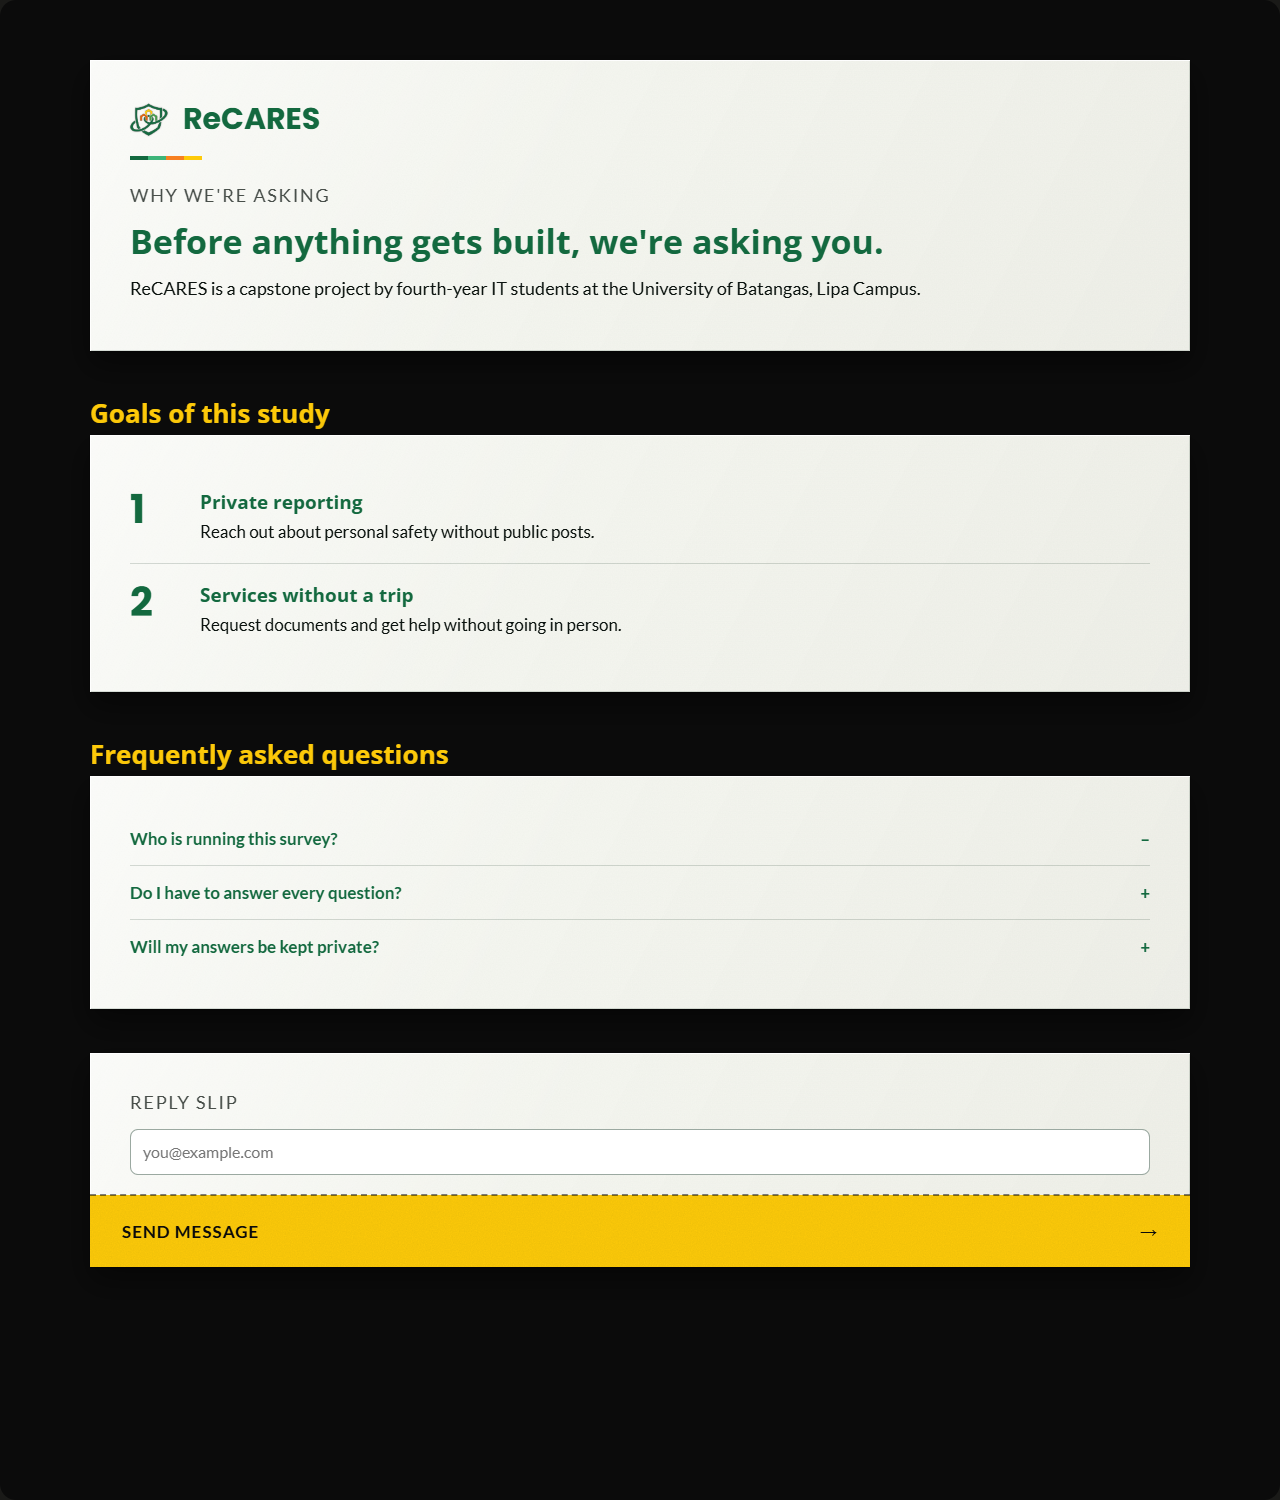 ReCARES
WHY WE'RE ASKING
Before anything gets built, we're asking you.
ReCARES is a capstone project by fourth-year IT students at the University of Batangas, Lipa Campus.
Goals of this study
1
Private reporting
Reach out about personal safety without public posts.
2
Services without a trip
Request documents and get help without going in person.
Frequently asked questions
Who is running this survey? –
Do I have to answer every question? +
Will my answers be kept private? +
REPLY SLIP
you@example.com
SEND MESSAGE →